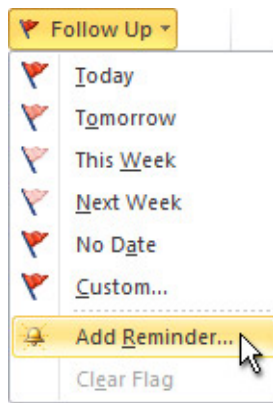 Follow Up
Today
Tomorrow
This Week
Next Week
No Date
Custom...
Add Reminder...
Clear Flag